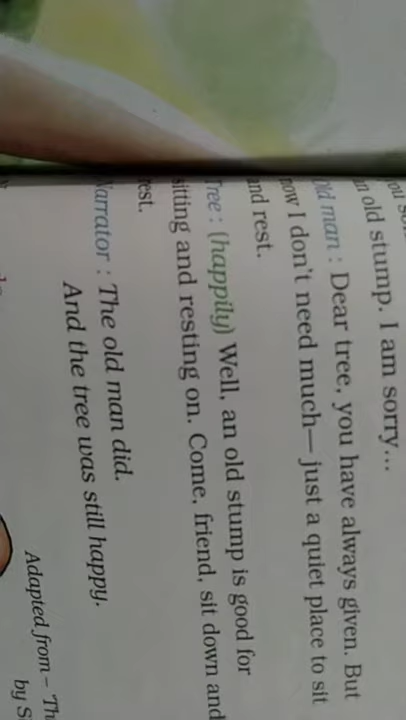 old stump. I am sorry...
Old man : Dear tree, you have always given. But
now I don't need much— just a quiet place to sit
and rest.
Tree : (happily) Well, an old stump is good for
sitting and resting on. Come, friend, sit down and
rest.
Narrator : The old man did.
And the tree was still happy.
Adapted from –
by